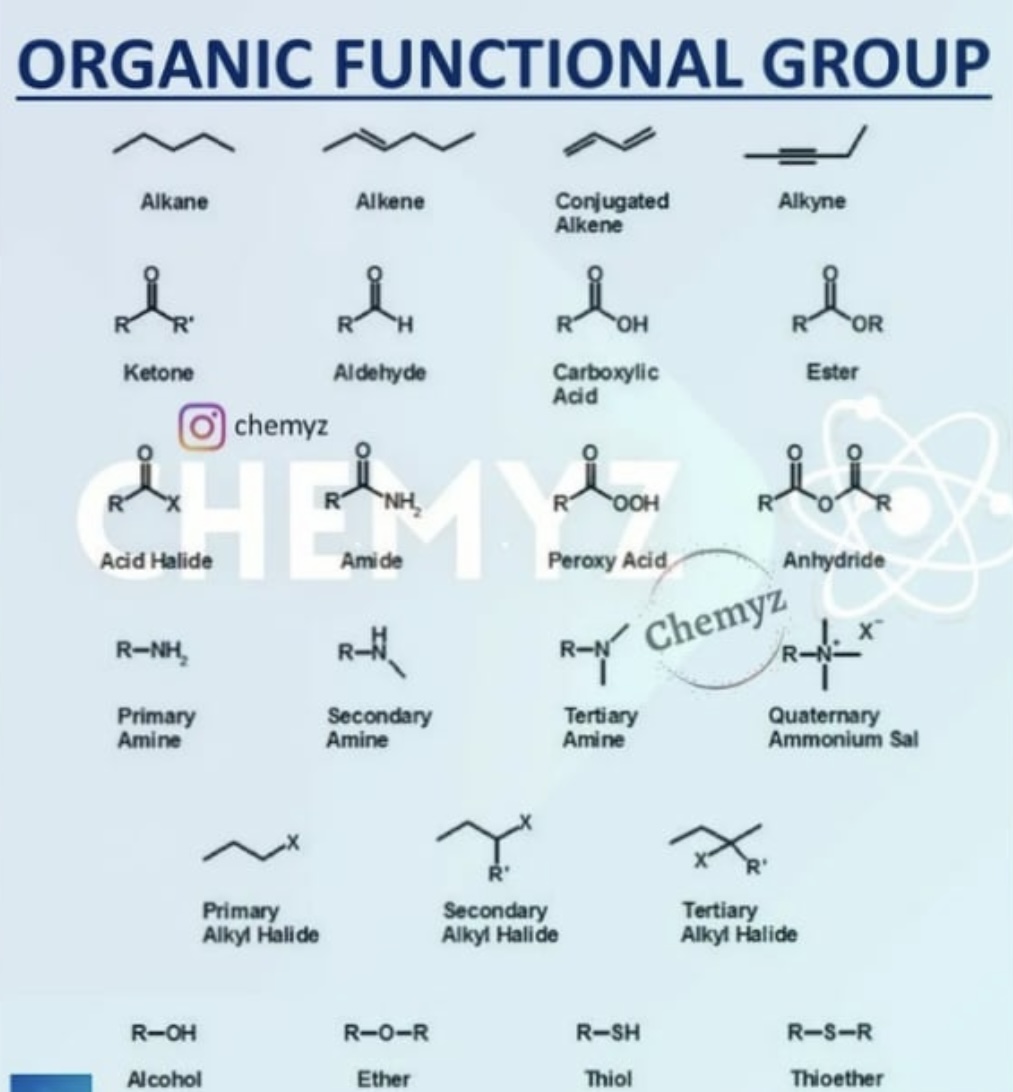 ORGANIC FUNCTIONAL GROUP
Alkane Alkene Conjugated Alkyne
Alkene
O O O O
R R' R H R OH R OR
Ketone Aldehyde Carboxylic Ester
Acid
chemyz
CHEMYZ
O O O O O
R X R NH₂ R OOH R O R
Acid Halide Amide Peroxy Acid Anhydride
Chemyz
H X⁻
R–NH₂ R–N R–N R–N⁺
Primary Secondary Tertiary Quaternary
Amine Amine Amine Ammonium Sal
X X X
R' R'
Primary Secondary Tertiary
Alkyl Halide Alkyl Halide Alkyl Halide
R–OH R–O–R R–SH R–S–R
Alcohol Ether Thiol Thioether